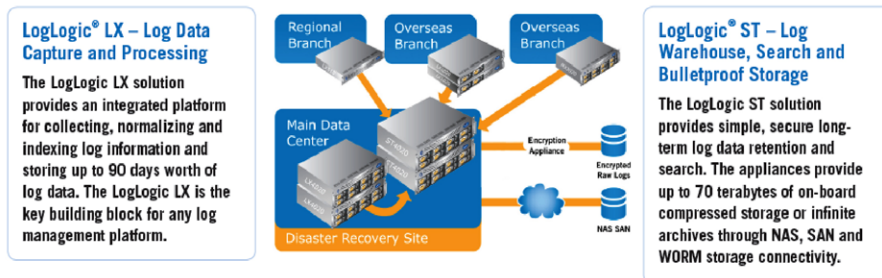 LogLogic® LX – Log Data
Capture and Processing
The LogLogic LX solution
provides an integrated platform
for collecting, normalizing and
indexing log information and
storing up to 90 days worth of
log data. The LogLogic LX is the
key building block for any log
management platform.
Regional
Branch
Overseas
Branch
Overseas
Branch
Main Data
Center
Encryption
Appliance
Encrypted
Raw Logs
NAS SAN
Disaster Recovery Site
LogLogic® ST – Log
Warehouse, Search and
Bulletproof Storage
The LogLogic ST solution
provides simple, secure long-
term log data retention and
search. The appliances provide
up to 70 terabytes of on-board
compressed storage or infinite
archives through NAS, SAN and
WORM storage connectivity.